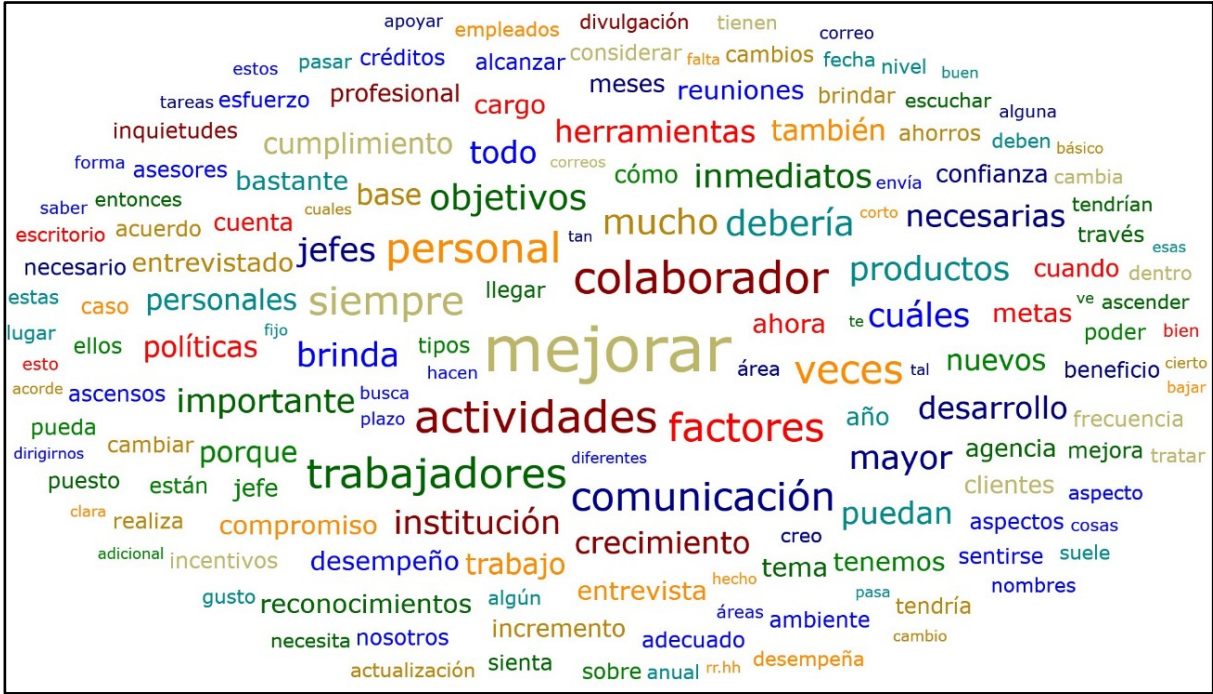 apoyar empleados divulgación tienen correo
estos pasar créditos alcanzar considerar falta cambios fecha nivel buen
tareas esfuerzo profesional cargo meses reuniones brindar escuchar alguna
inquietudes cumplimiento todo herramientas también ahorros deben básico
forma asesores bastante correos cómo inmediatos envía confianza cambia
saber entonces cuales base objetivos mucho debería corto necesarias tendrían
escritorio acuerdo cuenta jefes personal tan través esas
necesario entrevistado colaborador productos cuando dentro
estas caso personales siempre llegar ahora te cuáles metas ve ascender
lugar ellos políticas fijo mejorar poder bien
esto brinda tipos hacen área veces tal nuevos beneficio cierto
acorde ascensos importante busca plazo actividades factores año desarrollo frecuencia bajar
pueda cambiar porque trabajadores diferentes mayor agencia mejora tratar
dirigirnos puesto están jefe comunicación clientes aspecto
clara realiza compromiso institución crecimiento creo puedan aspectos cosas
adicional incentivos desempeño trabajo tema tenemos sentirse suele
gusto reconocimientos algún entrevista hecho pasa nombres
necesita nosotros incremento adecuado áreas ambiente tendría cambio
actualización sienta sobre anual rr.hh desempeña